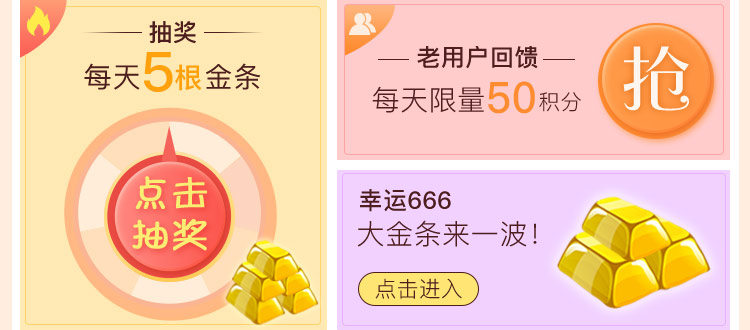 抽奖
每天5根金条
点击
抽奖
老用户回馈
每天限量50积分
抢
幸运666
大金条来一波!
点击进入